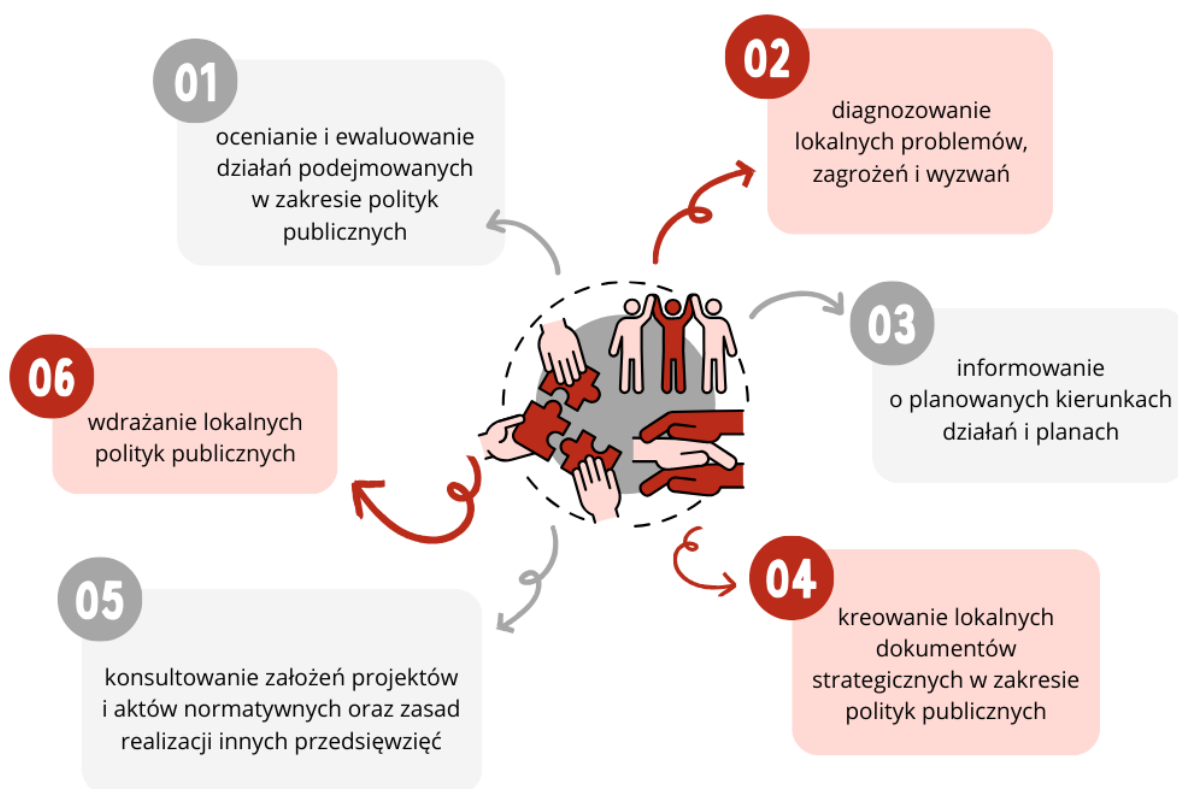 01
ocenianie i ewaluowanie
działań podejmowanych
w zakresie polityk
publicznych
02
diagnozowanie
lokalnych problemów,
zagrożeń i wyzwań
03
informowanie
o planowanych kierunkach
działań i planach
04
kreowanie lokalnych
dokumentów
strategicznych w zakresie
polityk publicznych
05
konsultowanie założeń projektów
i aktów normatywnych oraz zasad
realizacji innych przedsięwzięć
06
wdrażanie lokalnych
polityk publicznych